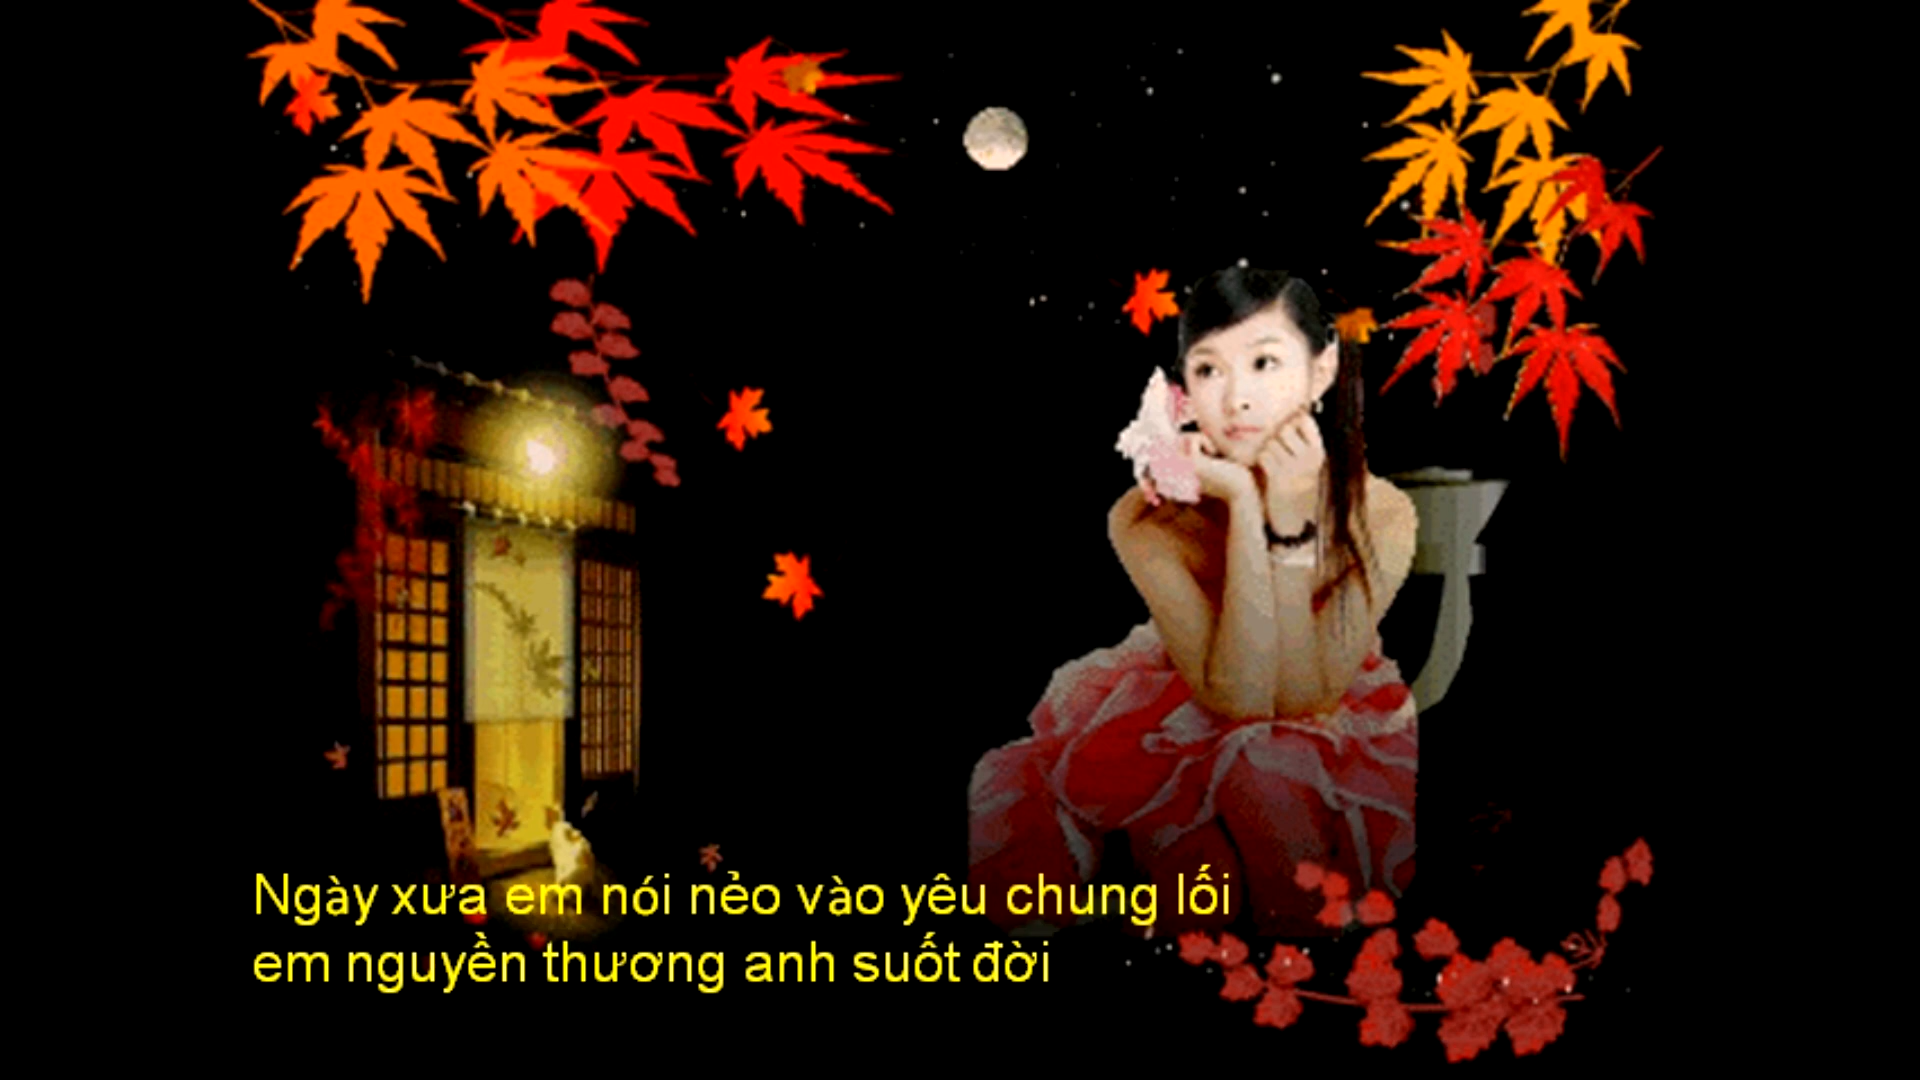 Ngày xưa em nói nẻo vào yêu chung lối
em nguyền thương anh suốt đời